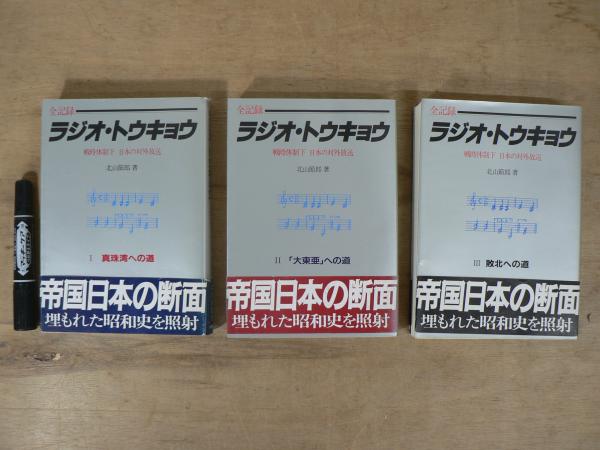 全記録
ラジオ・トウキョウ
戦時体制下 日本の対外放送
北山節郎 著
I 真珠湾への道
帝国日本の断面
埋もれた昭和史を照射
全記録
ラジオ・トウキョウ
戦時体制下 日本の対外放送
北山節郎 著
II 「大東亜」への道
帝国日本の断面
埋もれた昭和史を照射
全記録
ラジオ・トウキョウ
戦時体制下 日本の対外放送
北山節郎 著
III 敗北への道
帝国日本の断面
埋もれた昭和史を照射